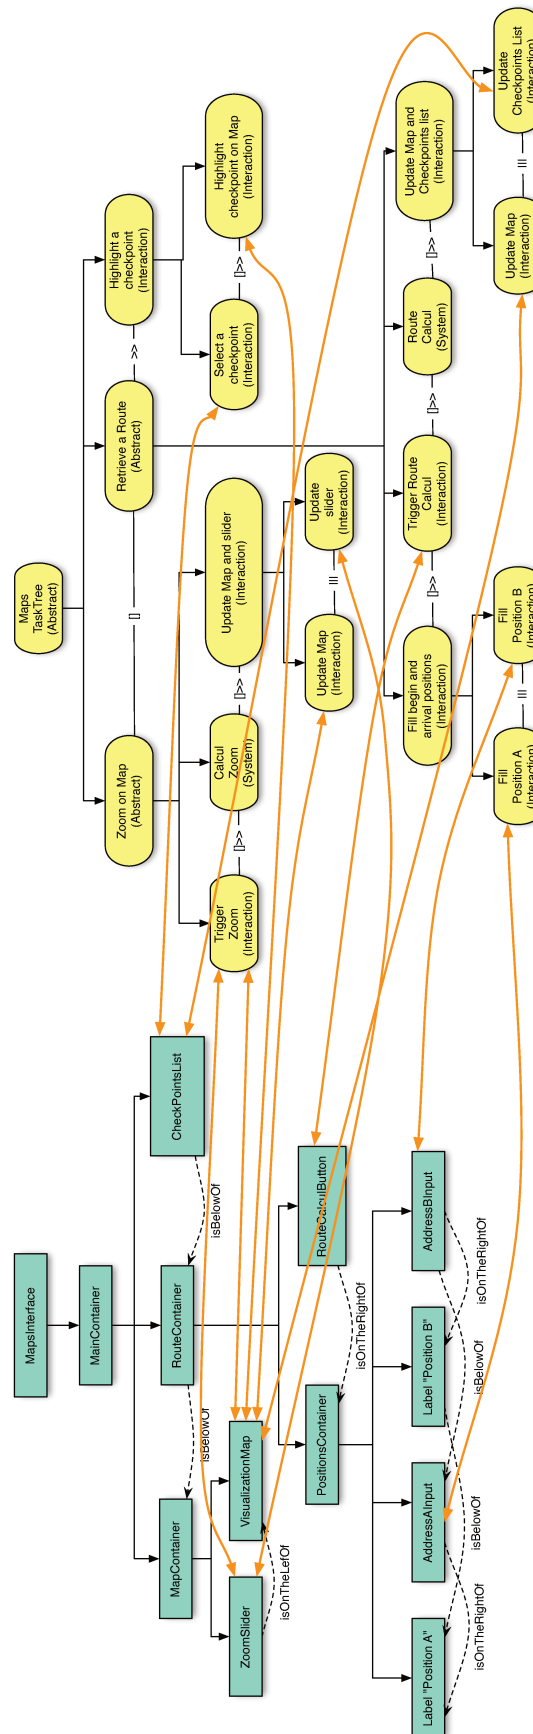 Maps
TaskTree
(Abstract)
Zoom on Map
(Abstract)
[]
Retrieve a Route
(Abstract)
>>
Highlight a
checkpoint
(Interaction)
Trigger
Zoom
(Interaction)
[]>>
Calcul
Zoom
(System)
[]>>
Update Map and slider
(Interaction)
Select a
checkpoint
(Interaction)
[]>>
Highlight
checkpoint on Map
(Interaction)
Update Map
(Interaction)
|||
Update
slider
(Interaction)
Fill begin and
arrival positions
(Interaction)
[]>>
Trigger Route
Calcul
(Interaction)
[]>>
Route
Calcul
(System)
[]>>
Update Map and
Checkpoints list
(Interaction)
Fill
Position A
(Interaction)
|||
Fill
Position B
(Interaction)
Update Map
(Interaction)
|||
Update
Checkpoints List
(Interaction)
MapsInterface
MainContainer
MapContainer
isBelowOf
RouteContainer
isBelowOf
CheckPointsList
ZoomSlider
isOnTheLefOf
VisualizationMap
PositionsContainer
isOnTheRightOf
RouteCalculButton
Label "Position A"
AddressAInput
Label "Position B"
AddressBInput
isOnTheRightOf
isBelowOf
isBelowOf
isOnTheRightOf